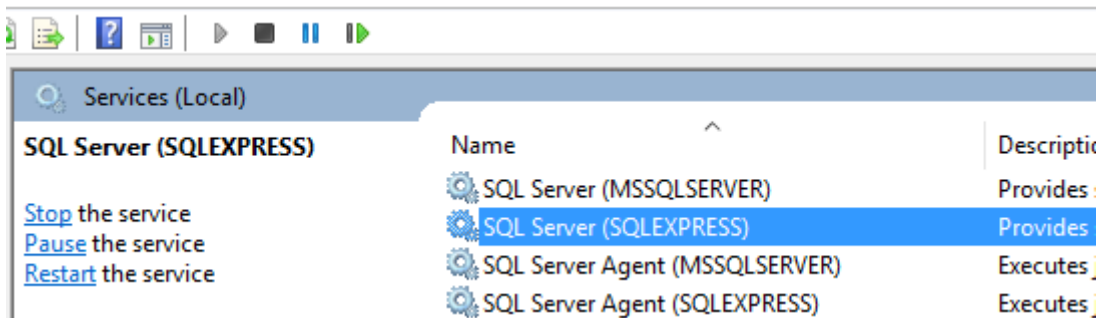 Services (Local)
SQL Server (SQLEXPRESS)
Stop the service
Pause the service
Restart the service
Name
SQL Server (MSSQLSERVER) Provides
SQL Server (SQLEXPRESS) Provides
SQL Server Agent (MSSQLSERVER) Executes
SQL Server Agent (SQLEXPRESS) Executes